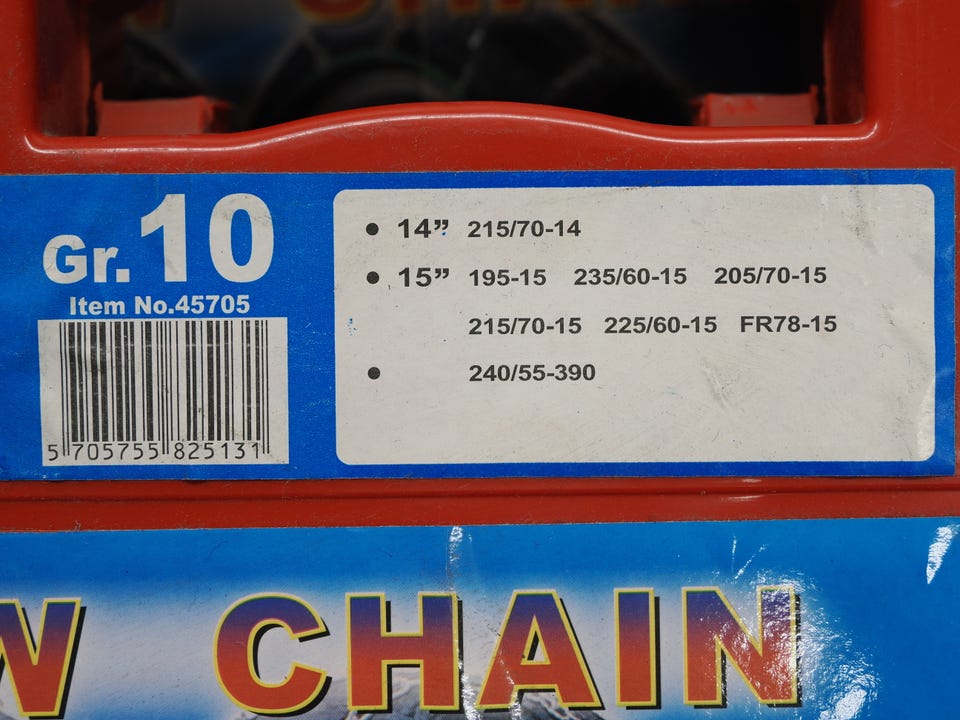 Gr. 10
Item No.45705
5 705755 825131
• 14” 215/70-14
• 15” 195-15 235/60-15 205/70-15
215/70-15 225/60-15 FR78-15
• 240/55-390
W CHAIN